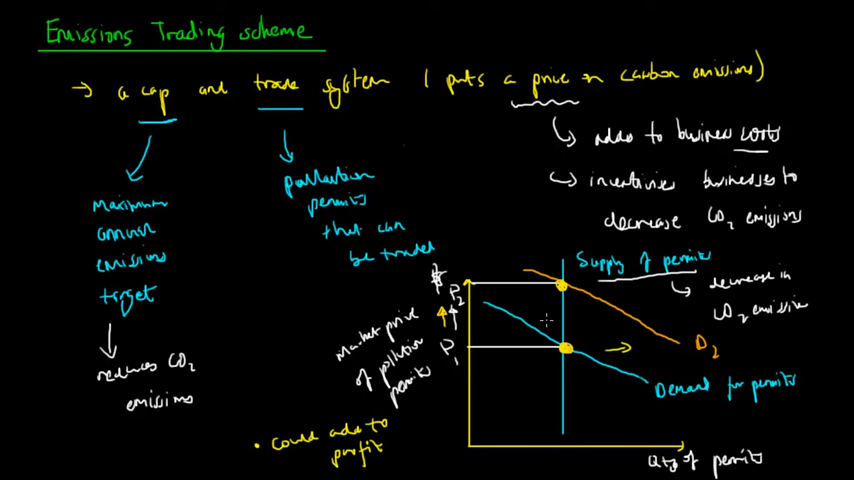 Emissions Trading scheme
→ a cap and trade system ( puts a price on carbon emissions)
adds to business costs
incentivises businesses to
decrease CO2 emissions
maximum
annual
emissions
target
reduces CO2
emissions
pollution
permits
that can
be traded
Supply of permits
decrease in
CO2 emissions
$
P2
P1
Market price
of pollution
permits
D2
Demand for permits
Qty of permits
• could add to
profit